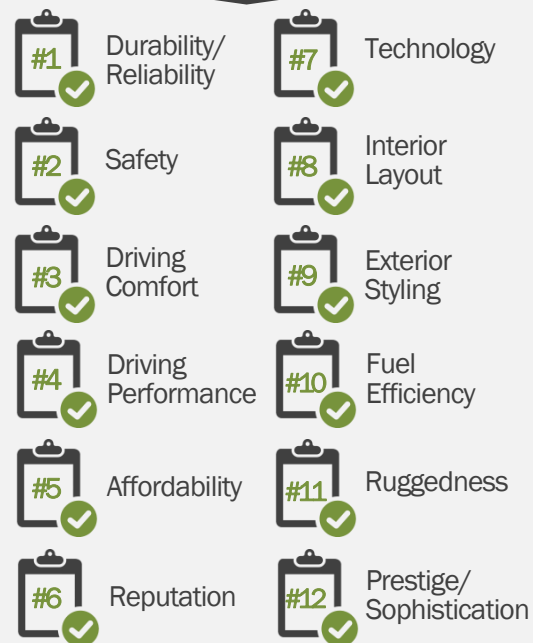 #1
Durability/
Reliability
#2
Safety
#3
Driving
Comfort
#4
Driving
Performance
#5
Affordability
#6
Reputation
#7
Technology
#8
Interior
Layout
#9
Exterior
Styling
#10
Fuel
Efficiency
#11
Ruggedness
#12
Prestige/
Sophistication